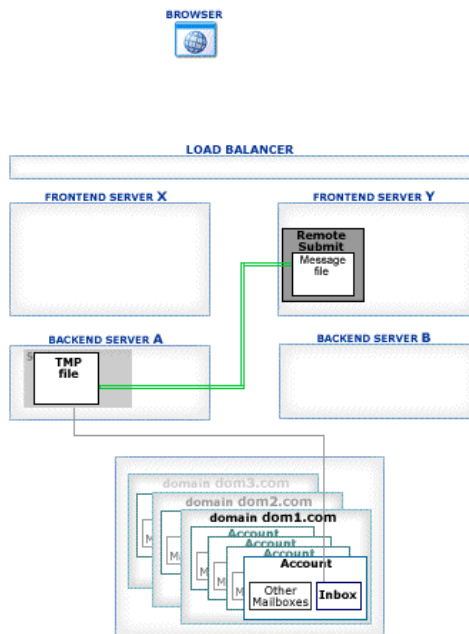 BROWSER
LOAD BALANCER
FRONTEND SERVER X
FRONTEND SERVER Y
Remote
Submit
Message
file
BACKEND SERVER A
BACKEND SERVER B
S
TMP
file
domain dom3.com
domain dom2.com
domain dom1.com
Account
Account
Account
Account
Other
Mailboxes
Inbox